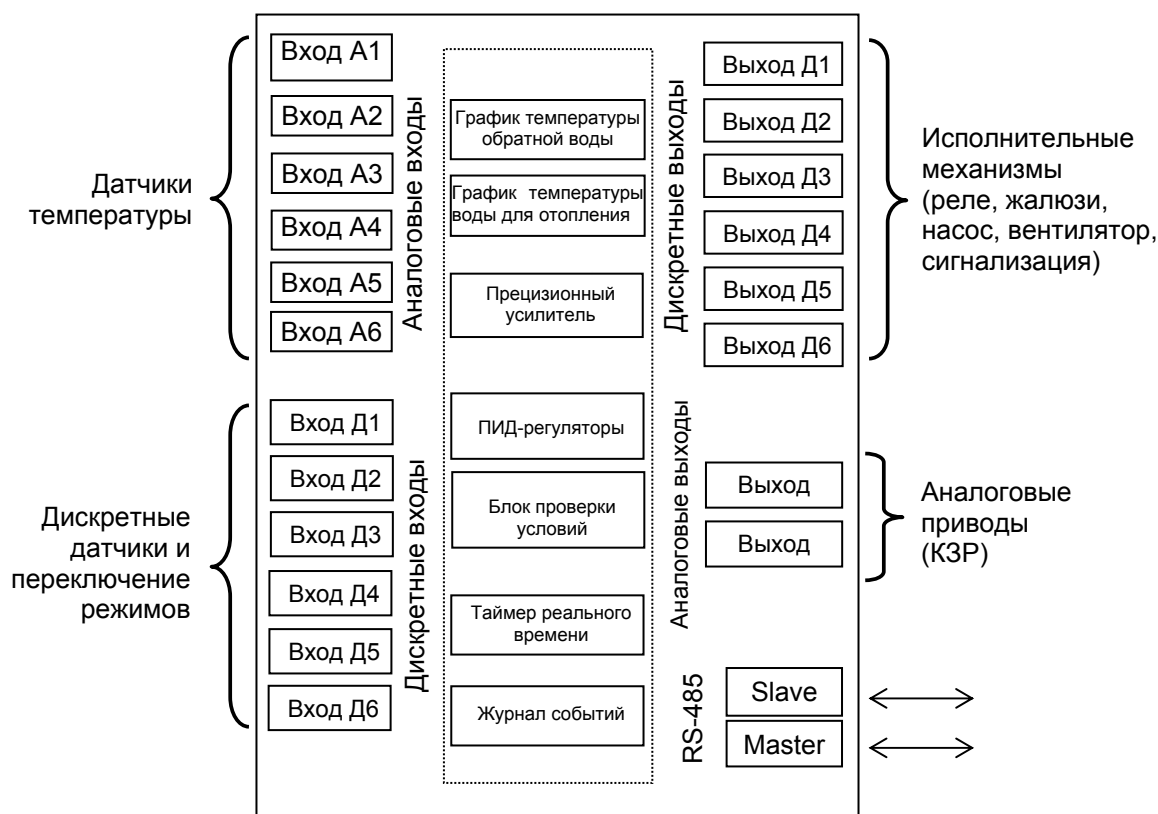 Датчики
температуры
Дискретные
датчики и
переключение
режимов
Вход А1
Вход А2
Вход А3
Вход А4
Вход А5
Вход А6
Аналоговые входы
Вход Д1
Вход Д2
Вход Д3
Вход Д4
Вход Д5
Вход Д6
Дискретные входы
График температуры
обратной воды
График температуры
воды для отопления
Прецизионный
усилитель
ПИД-регуляторы
Блок проверки
условий
Таймер реального
времени
Журнал событий
Дискретные выходы
Выход Д1
Выход Д2
Выход Д3
Выход Д4
Выход Д5
Выход Д6
Аналоговые выходы
Выход
Выход
RS-485
Slave
Master
Исполнительные
механизмы
(реле, жалюзи,
насос, вентилятор,
сигнализация)
Аналоговые
приводы
(КЗР)